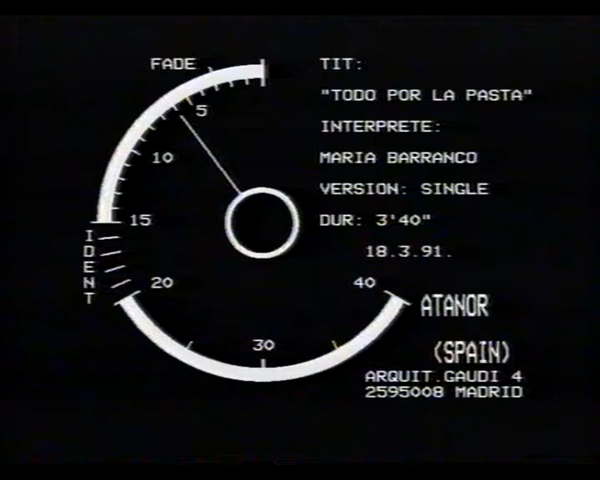 FADE
5
10
15
IDENT
20
30
40
TIT:
"TODO POR LA PASTA"
INTERPRETE:
MARIA BARRANCO
VERSION: SINGLE
DUR: 3'40"
18.3.91.
ATANOR
(SPAIN)
ARQUIT.GAUDI 4
2595008 MADRID